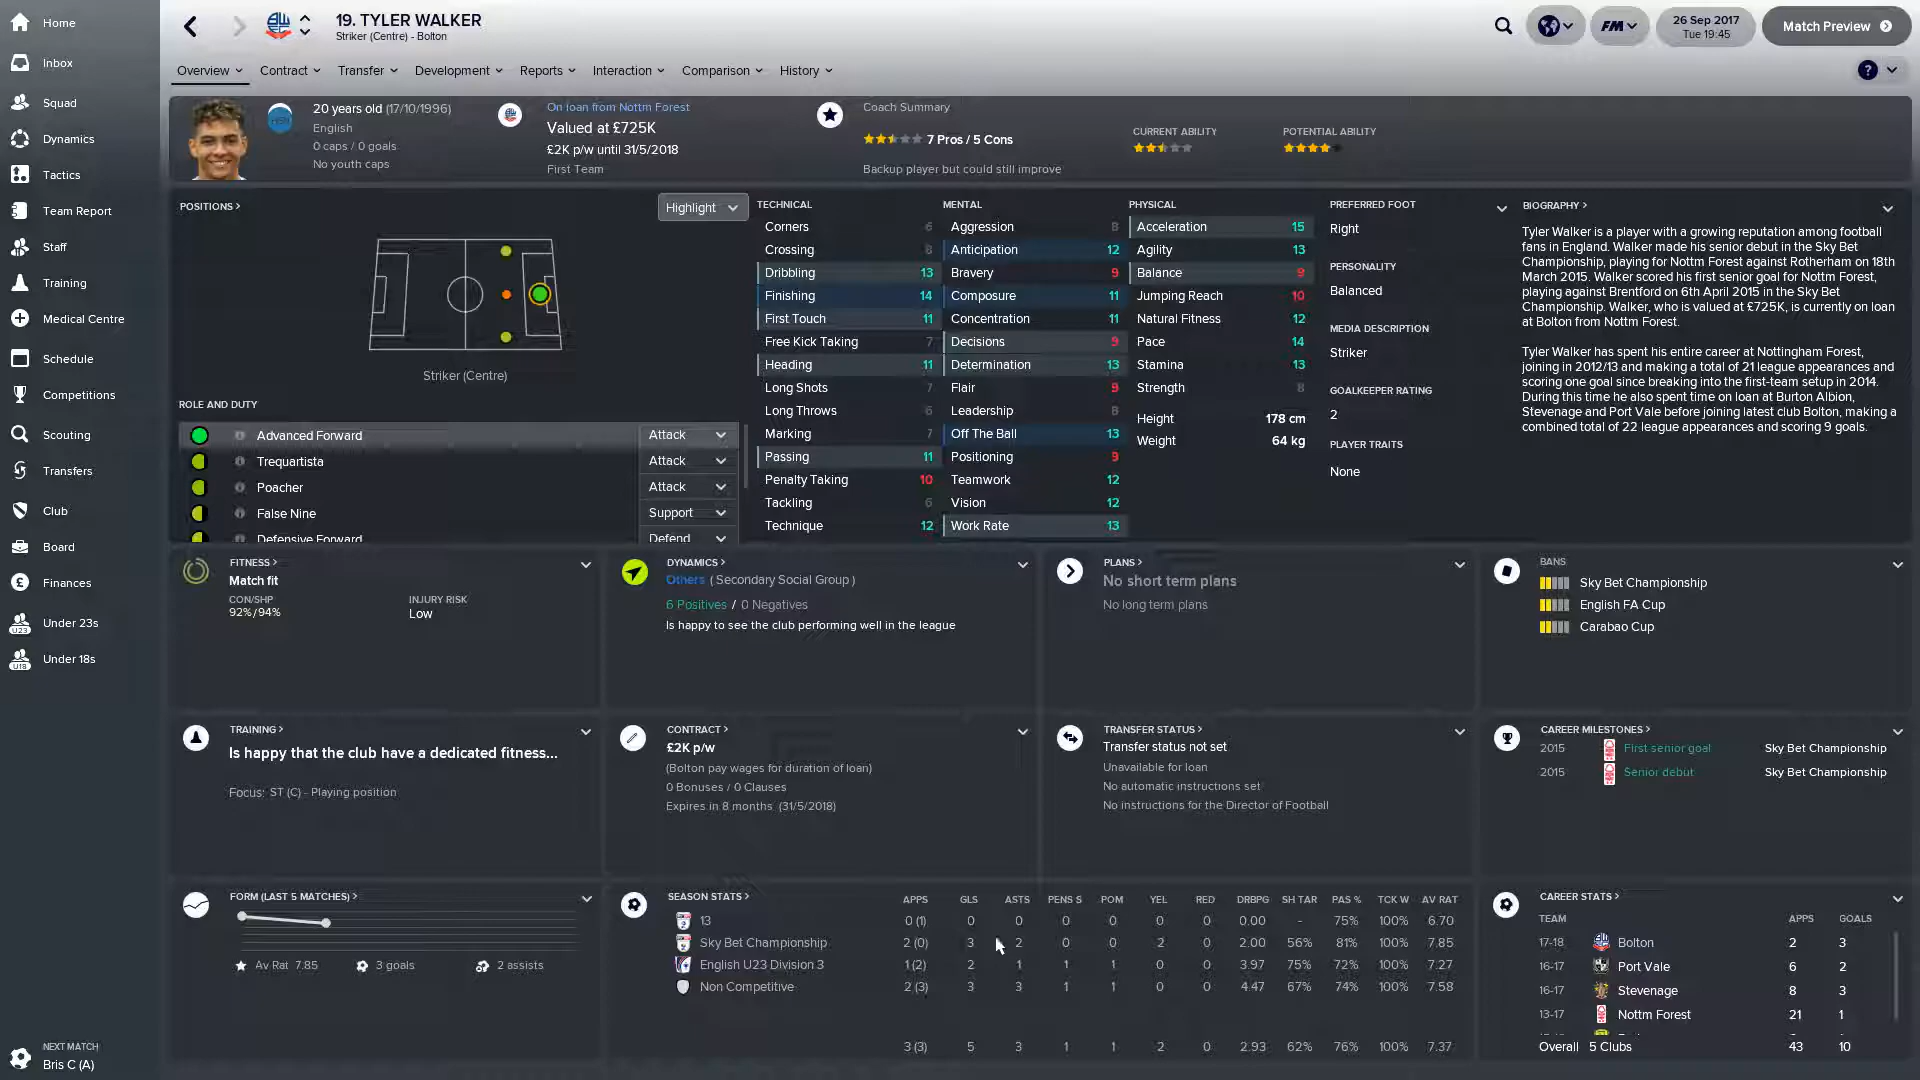 Home
Inbox
Squad
Dynamics
Tactics
Team Report
Staff
Training
Medical Centre
Schedule
Competitions
Scouting
Transfers
Club
Board
Finances
U23
Under 23s
U18
Under 18s
NEXT MATCH
Bris C (A)
19. TYLER WALKER
Striker (Centre) - Bolton
FM
26 Sep 2017
Tue 19:45
Match Preview
Overview
Contract
Transfer
Development
Reports
Interaction
Comparison
History
?
20 years old (17/10/1996)
English
0 caps / 0 goals
No youth caps
On loan from Nottm Forest
Valued at £725K
£2K p/w until 31/5/2018
First Team
Coach Summary
7 Pros / 5 Cons
Backup player but could still improve
CURRENT ABILITY
POTENTIAL ABILITY
POSITIONS >
Highlight
Striker (Centre)
ROLE AND DUTY
Advanced Forward Attack
Trequartista Attack
Poacher Attack
False Nine Support
Defensive Forward Defend
TECHNICAL
Corners 6
Crossing 8
Dribbling 13
Finishing 14
First Touch 11
Free Kick Taking 7
Heading 11
Long Shots 7
Long Throws 6
Marking 7
Passing 11
Penalty Taking 10
Tackling 6
Technique 12
MENTAL
Aggression 8
Anticipation 12
Bravery 9
Composure 11
Concentration 11
Decisions 9
Determination 13
Flair 9
Leadership 8
Off The Ball 13
Positioning 9
Teamwork 12
Vision 12
Work Rate 13
PHYSICAL
Acceleration 15
Agility 13
Balance 9
Jumping Reach 10
Natural Fitness 12
Pace 14
Stamina 13
Strength 8
Height 178 cm
Weight 64 kg
PREFERRED FOOT
Right
PERSONALITY
Balanced
MEDIA DESCRIPTION
Striker
GOALKEEPER RATING
2
PLAYER TRAITS
None
BIOGRAPHY >
Tyler Walker is a player with a growing reputation among football
fans in England. Walker made his senior debut in the Sky Bet
Championship, playing for Nottm Forest against Rotherham on 18th
March 2015. Walker scored his first senior goal for Nottm Forest,
playing against Brentford on 6th April 2015 in the Sky Bet
Championship. Walker, who is valued at £725K, is currently on loan
at Bolton from Nottm Forest.
Tyler Walker has spent his entire career at Nottingham Forest,
joining in 2012/13 and making a total of 21 league appearances and
scoring one goal since breaking into the first-team setup in 2014.
During this time he also spent time on loan at Burton Albion,
Stevenage and Port Vale before joining latest club Bolton, making a
combined total of 22 league appearances and scoring 9 goals.
FITNESS >
Match fit
CON/SHP INJURY RISK
92%/94% Low
DYNAMICS >
Others ( Secondary Social Group )
6 Positives / 0 Negatives
Is happy to see the club performing well in the league
PLANS >
No short term plans
No long term plans
BANS
Sky Bet Championship
English FA Cup
Carabao Cup
TRAINING >
Is happy that the club have a dedicated fitness...
Focus: ST (C) - Playing position
CONTRACT >
£2K p/w
(Bolton pay wages for duration of loan)
0 Bonuses / 0 Clauses
Expires in 8 months (31/5/2018)
TRANSFER STATUS >
Transfer status not set
Unavailable for loan
No automatic instructions set
No instructions for the Director of Football
CAREER MILESTONES >
2015 First senior goal Sky Bet Championship
2015 Senior debut Sky Bet Championship
FORM (LAST 5 MATCHES) >
Av Rat 7.85 3 goals 2 assists
SEASON STATS > APPS GLS ASTS PENS S POM YEL RED DRBPG SH TAR PAS % TCK W AV RAT
13 0 (1) 0 0 0 0 0 0 0.00 - 75% 100% 6.70
Sky Bet Championship 2 (0) 3 2 0 0 2 0 2.00 56% 81% 100% 7.85
English U23 Division 3 1 (2) 2 1 1 1 0 0 3.97 75% 72% 100% 7.27
Non Competitive 2 (3) 3 3 1 1 0 0 4.47 67% 74% 100% 7.58
3 (3) 5 3 1 1 2 0 2.93 62% 76% 100% 7.37
CAREER STATS >
TEAM APPS GOALS
17-18 Bolton 2 3
16-17 Port Vale 6 2
16-17 Stevenage 8 3
13-17 Nottm Forest 21 1
Overall 5 Clubs 43 10